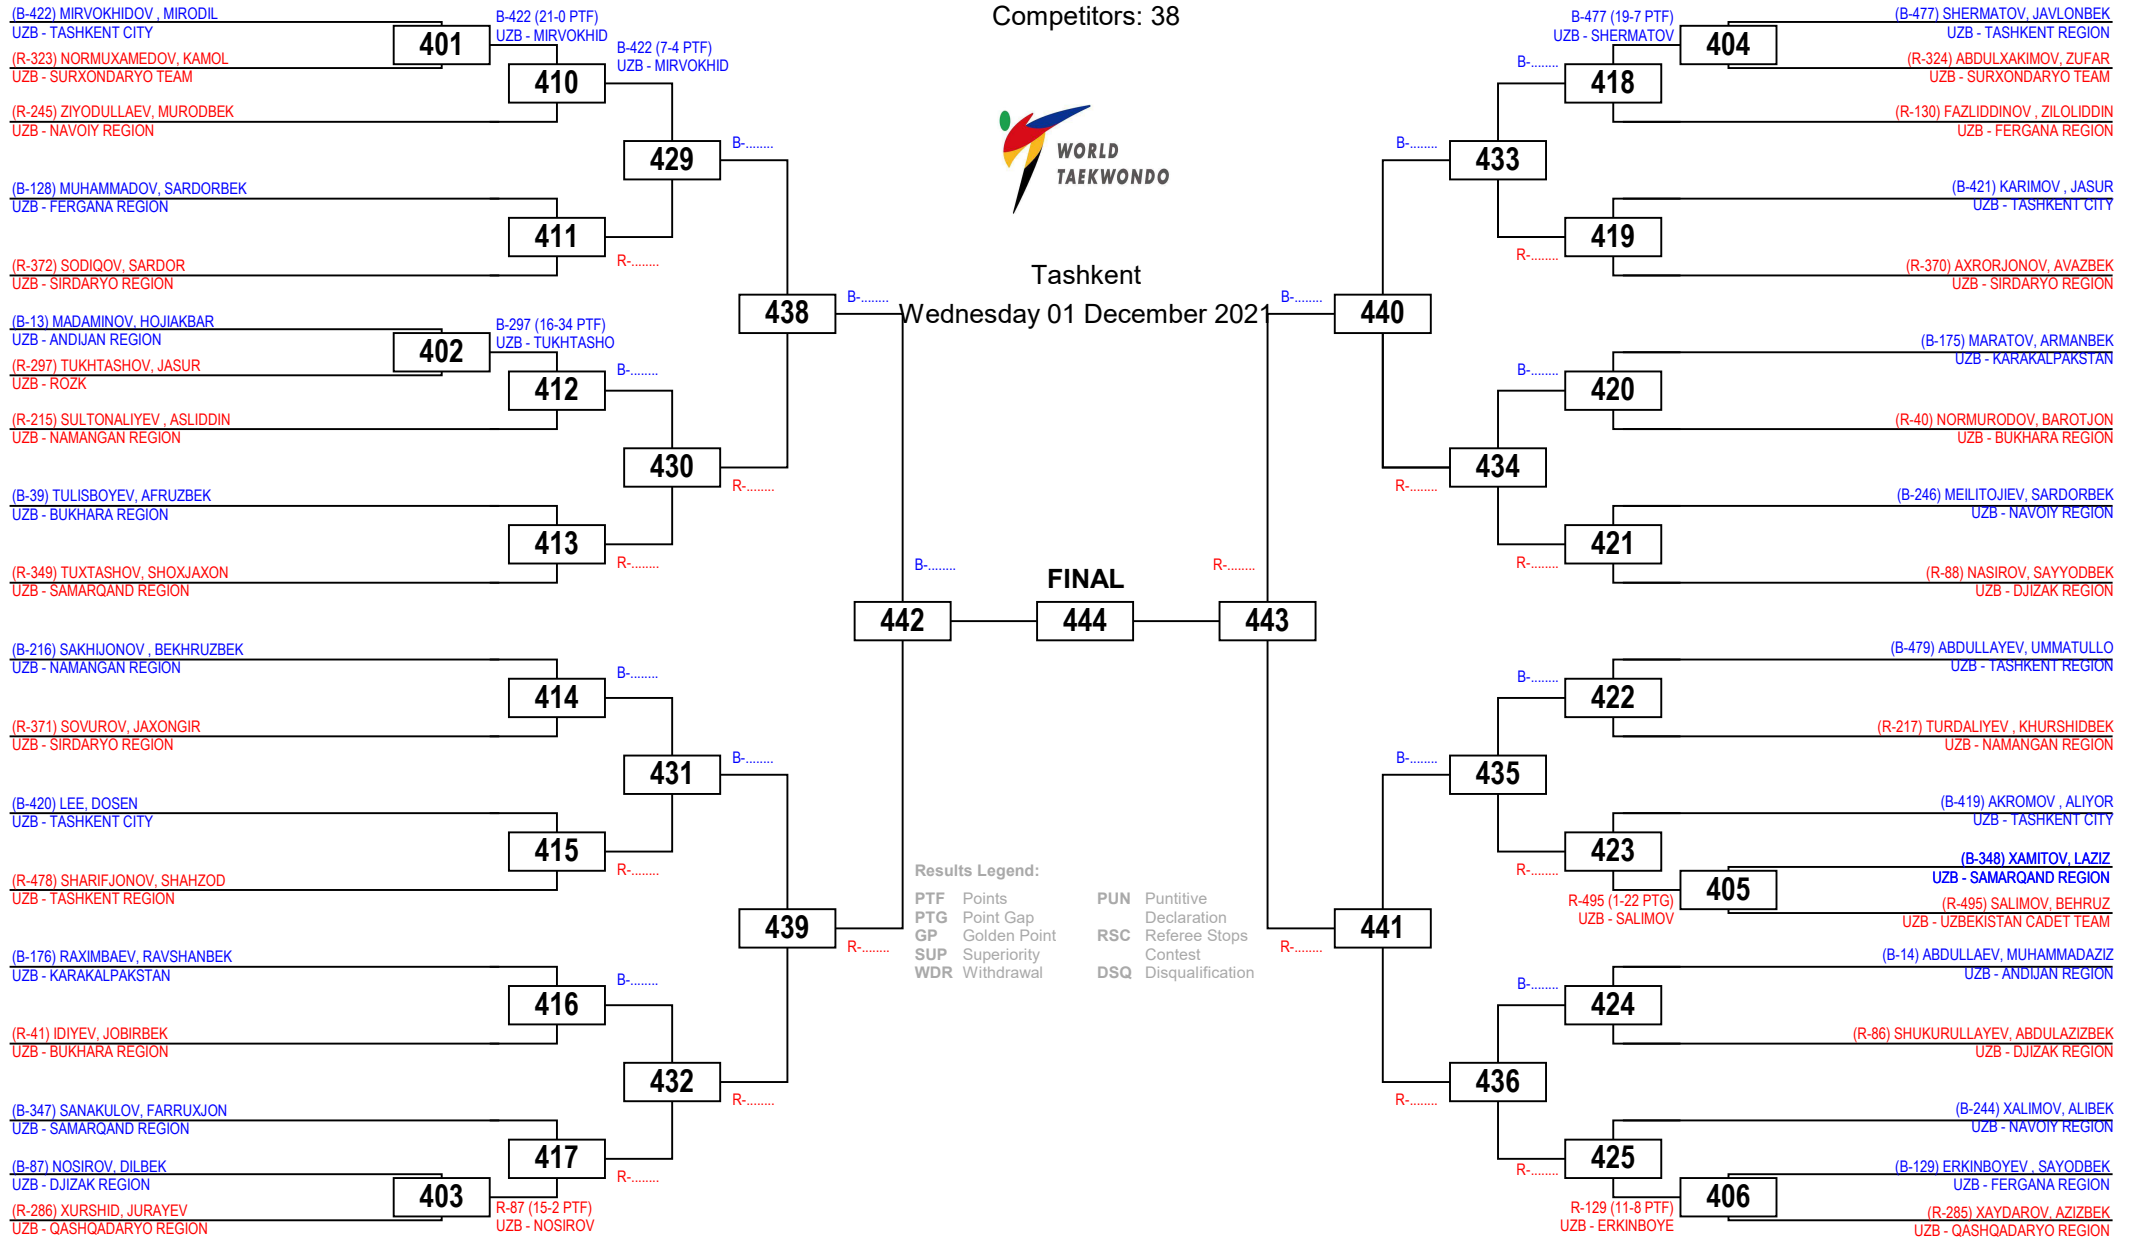 Competitors: 38
(B-422) MIRVOKHIDOV , MIRODIL
UZB - TASHKENT CITY
401
(R-323) NORMUXAMEDOV, KAMOL
UZB - SURXONDARYO TEAM
B-422 (21-0 PTF)
UZB - MIRVOKHID
410
(R-245) ZIYODULLAEV, MURODBEK
UZB - NAVOIY REGION
B-422 (7-4 PTF)
UZB - MIRVOKHID
429
(B-128) MUHAMMADOV, SARDORBEK
UZB - FERGANA REGION
411
(R-372) SODIQOV, SARDOR
UZB - SIRDARYO REGION
R-........
B-........
438
(B-13) MADAMINOV, HOJIAKBAR
UZB - ANDIJAN REGION
402
(R-297) TUKHTASHOV, JASUR
UZB - ROZK
B-297 (16-34 PTF)
UZB - TUKHTASHO
412
(R-215) SULTONALIYEV , ASLIDDIN
UZB - NAMANGAN REGION
B-........
430
R-........
(B-39) TULISBOYEV, AFRUZBEK
UZB - BUKHARA REGION
413
(R-349) TUXTASHOV, SHOXJAXON
UZB - SAMARQAND REGION
R-........
B-........
(B-216) SAKHIJONOV , BEKHRUZBEK
UZB - NAMANGAN REGION
414
(R-371) SOVUROV, JAXONGIR
UZB - SIRDARYO REGION
B-........
431
B-........
(B-420) LEE, DOSEN
UZB - TASHKENT CITY
415
(R-478) SHARIFJONOV, SHAHZOD
UZB - TASHKENT REGION
R-........
439
R-........
(B-176) RAXIMBAEV, RAVSHANBEK
UZB - KARAKALPAKSTAN
416
(R-41) IDIYEV, JOBIRBEK
UZB - BUKHARA REGION
B-........
432
R-........
(B-347) SANAKULOV, FARRUXJON
UZB - SAMARQAND REGION
417
R-........
(B-87) NOSIROV, DILBEK
UZB - DJIZAK REGION
403
(R-286) XURSHID, JURAYEV
UZB - QASHQADARYO REGION
R-87 (15-2 PTF)
UZB - NOSIROV
WORLD
TAEKWONDO
Tashkent
Wednesday 01 December 2021
B-........
442
FINAL
444
R-........
443
Results Legend:
PTF Points
PTG Point Gap
GP Golden Point
SUP Superiority
WDR Withdrawal
PUN Puntitive
Declaration
RSC Referee Stops
Contest
DSQ Disqualification
B-477 (19-7 PTF)
UZB - SHERMATOV
404
(B-477) SHERMATOV, JAVLONBEK
UZB - TASHKENT REGION
(R-324) ABDULXAKIMOV, ZUFAR
UZB - SURXONDARYO TEAM
B-........
418
(R-130) FAZLIDDINOV , ZILOLIDDIN
UZB - FERGANA REGION
B-........
433
(B-421) KARIMOV , JASUR
UZB - TASHKENT CITY
R-........
419
(R-370) AXRORJONOV, AVAZBEK
UZB - SIRDARYO REGION
B-........
440
(B-175) MARATOV, ARMANBEK
UZB - KARAKALPAKSTAN
B-........
420
(R-40) NORMURODOV, BAROTJON
UZB - BUKHARA REGION
R-........
434
(B-246) MEILITOJIEV, SARDORBEK
UZB - NAVOIY REGION
R-........
421
(R-88) NASIROV, SAYYODBEK
UZB - DJIZAK REGION
(B-479) ABDULLAYEV, UMMATULLO
UZB - TASHKENT REGION
B-........
422
(R-217) TURDALIYEV , KHURSHIDBEK
UZB - NAMANGAN REGION
B-........
435
(B-419) AKROMOV , ALIYOR
UZB - TASHKENT CITY
R-........
423
(B-348) XAMITOV, LAZIZ
UZB - SAMARQAND REGION
405
R-495 (1-22 PTG)
UZB - SALIMOV
(R-495) SALIMOV, BEHRUZ
UZB - UZBEKISTAN CADET TEAM
R-........
441
(B-14) ABDULLAEV, MUHAMMADAZIZ
UZB - ANDIJAN REGION
B-........
424
(R-86) SHUKURULLAYEV, ABDULAZIZBEK
UZB - DJIZAK REGION
R-........
436
(B-244) XALIMOV, ALIBEK
UZB - NAVOIY REGION
R-........
425
(B-129) ERKINBOYEV , SAYODBEK
UZB - FERGANA REGION
406
R-129 (11-8 PTF)
UZB - ERKINBOYE
(R-285) XAYDAROV, AZIZBEK
UZB - QASHQADARYO REGION